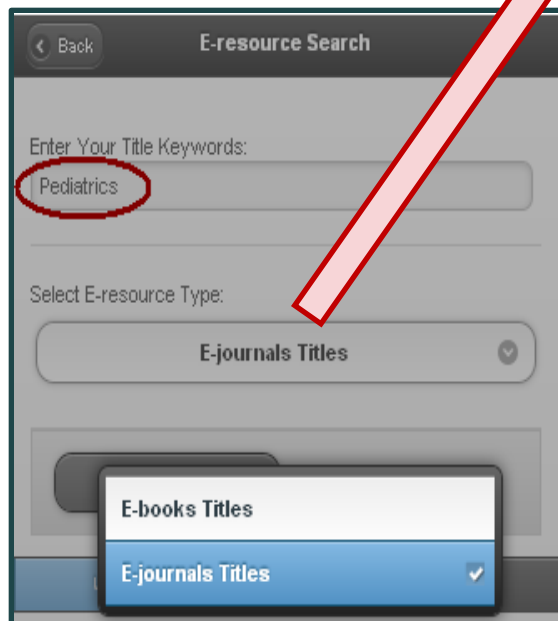 Back E-resource Search
Enter Your Title Keywords:
Pediatrics
Select E-resource Type:
E-journals Titles
E-books Titles
E-journals Titles